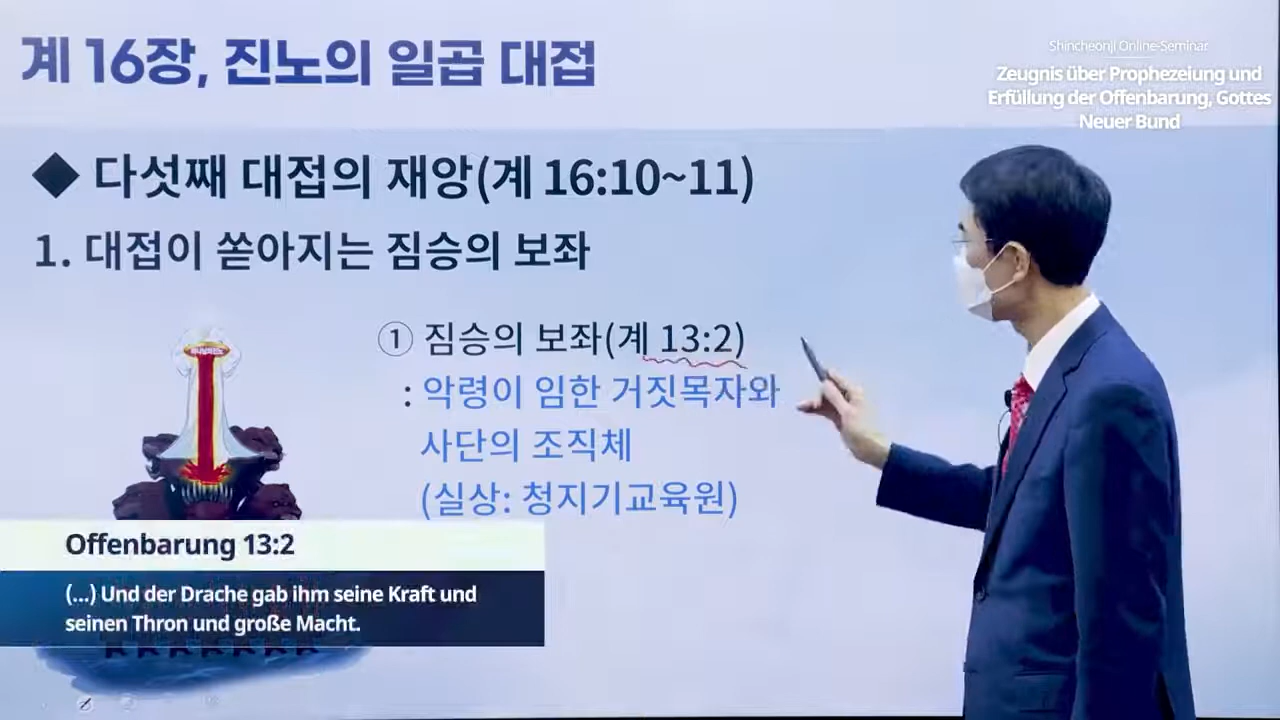 계 16장, 진노의 일곱 대접
Shincheonji Online-Seminar
Zeugnis über Prophezeiung und
Erfüllung der Offenbarung, Gottes
Neuer Bund
◆ 다섯째 대접의 재앙(계 16:10~11)
1. 대접이 쏟아지는 짐승의 보좌
① 짐승의 보좌(계 13:2)
: 악령이 임한 거짓목자와
사단의 조직체
(실상: 청지기교육원)
Offenbarung 13:2
(...) Und der Drache gab ihm seine Kraft und
seinen Thron und große Macht.